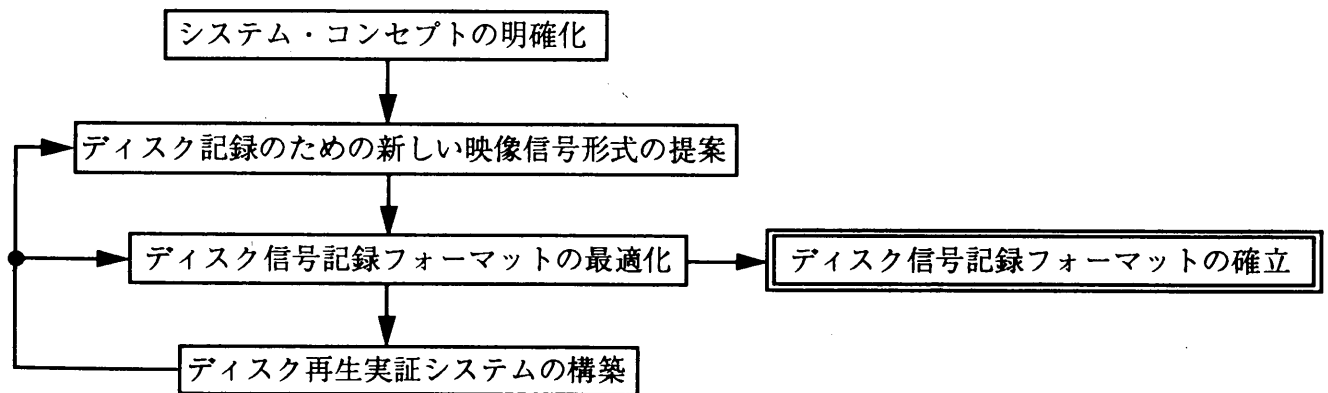 システム・コンセプトの明確化
ディスク記録のための新しい映像信号形式の提案
ディスク信号記録フォーマットの最適化
ディスク信号記録フォーマットの確立
ディスク再生実証システムの構築